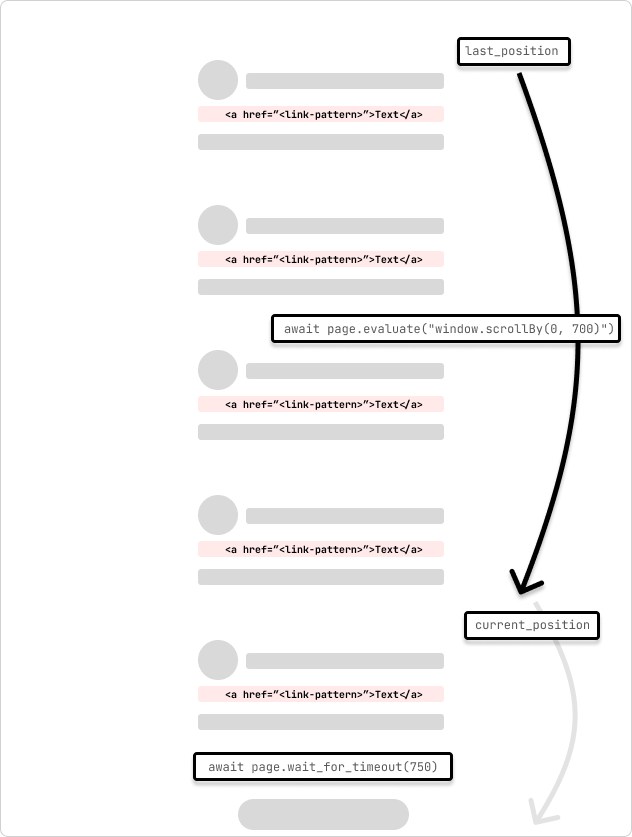 last_position
<a href=”<link-pattern>”>Text</a>
<a href=”<link-pattern>”>Text</a>
await page.evaluate("window.scrollBy(0, 700)")
<a href=”<link-pattern>”>Text</a>
<a href=”<link-pattern>”>Text</a>
current_position
<a href=”<link-pattern>”>Text</a>
await page.wait_for_timeout(750)